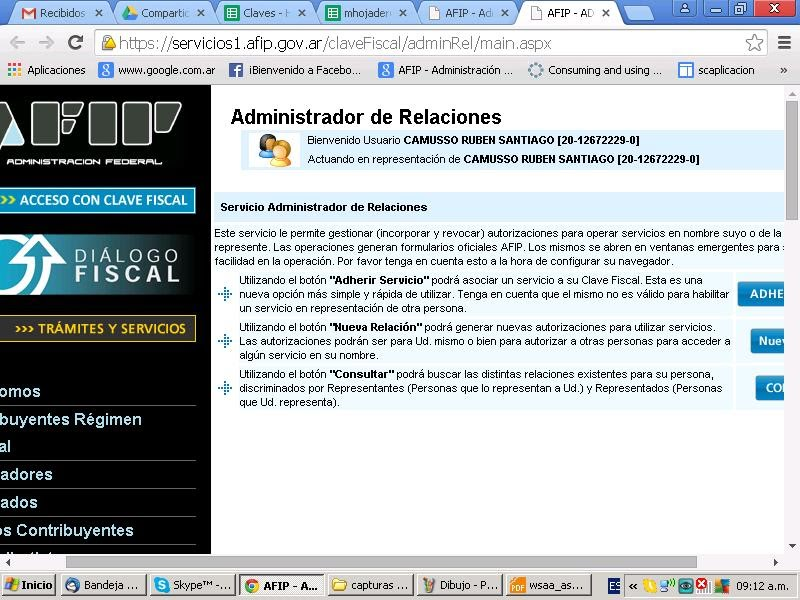 Recibidos
Comparti
Claves - H
mhojaderu
AFIP - Ad
AFIP - AD
https://servicios1.afip.gov.ar/claveFiscal/adminRel/main.aspx
Aplicaciones
www.google.com.ar
¡Bienvenido a Facebo...
AFIP - Administración ...
Consuming and using ...
scaplicacion
»
AFIP
ADMINISTRACION FEDERAL
>> ACCESO CON CLAVE FISCAL
DIÁLOGO
FISCAL
>>> TRÁMITES Y SERVICIOS
omos
buyentes Régimen
al
adores
ados
os Contribuyentes
Administrador de Relaciones
Bienvenido Usuario CAMUSSO RUBEN SANTIAGO [20-12672229-0]
Actuando en representación de CAMUSSO RUBEN SANTIAGO [20-12672229-0]
Servicio Administrador de Relaciones
Este servicio le permite gestionar (incorporar y revocar) autorizaciones para operar servicios en nombre suyo o de la
represente. Las operaciones generan formularios oficiales AFIP. Los mismos se abren en ventanas emergentes para
facilidad en la operación. Por favor tenga en cuenta esto a la hora de configurar su navegador.
Utilizando el botón "Adherir Servicio" podrá asociar un servicio a su Clave Fiscal. Esta es una
nueva opción más simple y rápida de utilizar. Tenga en cuenta que el mismo no es válido para habilitar
un servicio en representación de otra persona.
ADHE
Utilizando el botón "Nueva Relación" podrá generar nuevas autorizaciones para utilizar servicios.
Las autorizaciones podrán ser para Ud. mismo o bien para autorizar a otras personas para acceder a
algún servicio en su nombre.
Nue
Utilizando el botón "Consultar" podrá buscar las distintas relaciones existentes para su persona,
discriminados por Representantes (Personas que lo representan a Ud.) y Representados (Personas
que Ud. representa).
CO
Inicio
Bandeja ...
Skype™ -...
AFIP - A...
capturas ...
Dibujo - P...
wsaa_as...
ES
«
09:12 a.m.